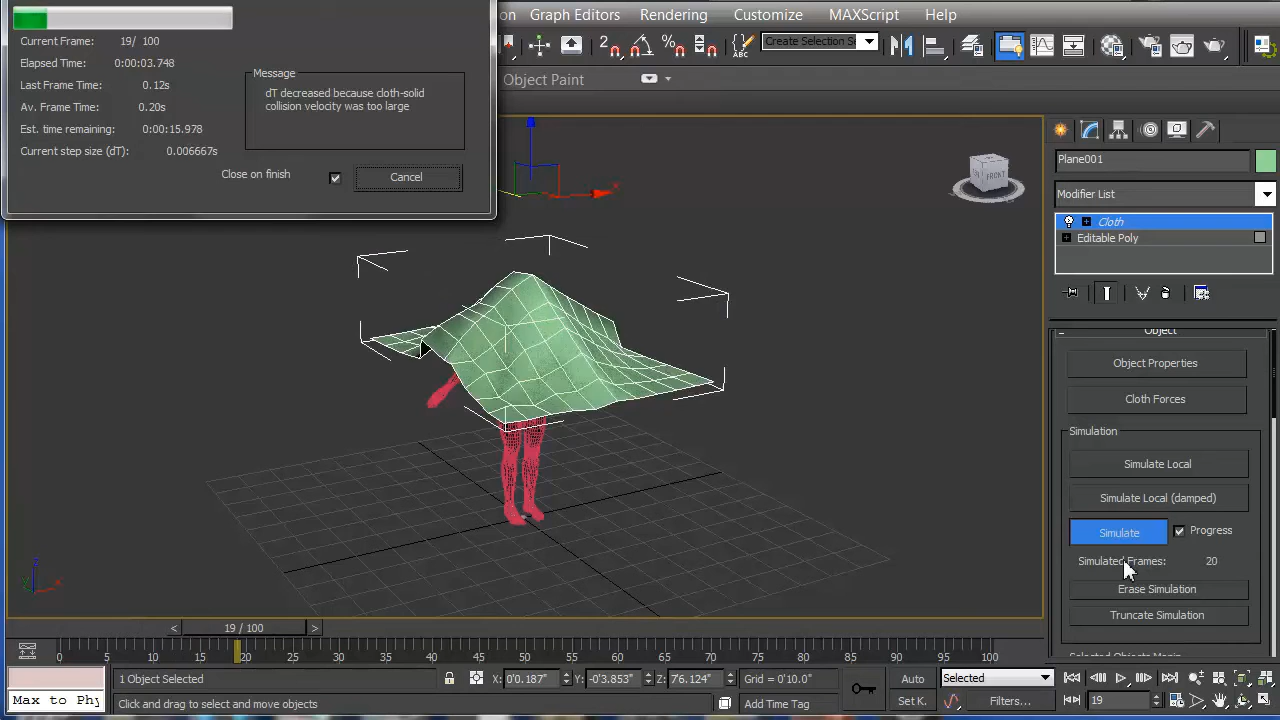 on Graph Editors Rendering Customize MAXScript Help
Create Selection S
ABC
Object Paint
Current Frame: 19/ 100
Elapsed Time: 0:00:03.748
Last Frame Time: 0.12s
Av. Frame Time: 0.20s
Est. time remaining: 0:00:15.978
Current step size (dT): 0.006667s
Message
dT decreased because cloth-solid
collision velocity was too large
Close on finish
Cancel
x
FRONT
z
x
Plane001
Modifier List
Cloth
Editable Poly
Object
Object Properties
Cloth Forces
Simulation
Simulate Local
Simulate Local (damped)
Simulate Progress
Simulated Frames: 20
Erase Simulation
Truncate Simulation
< 19 / 100 >
0 5 10 15 20 25 30 35 40 45 50 55 60 65 70 75 80 85 90 95 100
1 Object Selected X: 0'0.187" Y: -0'3.853" Z: 7'6.124" Grid = 0'10.0" Auto Selected
Max to Phy Click and drag to select and move objects Add Time Tag Set K. Filters... 19